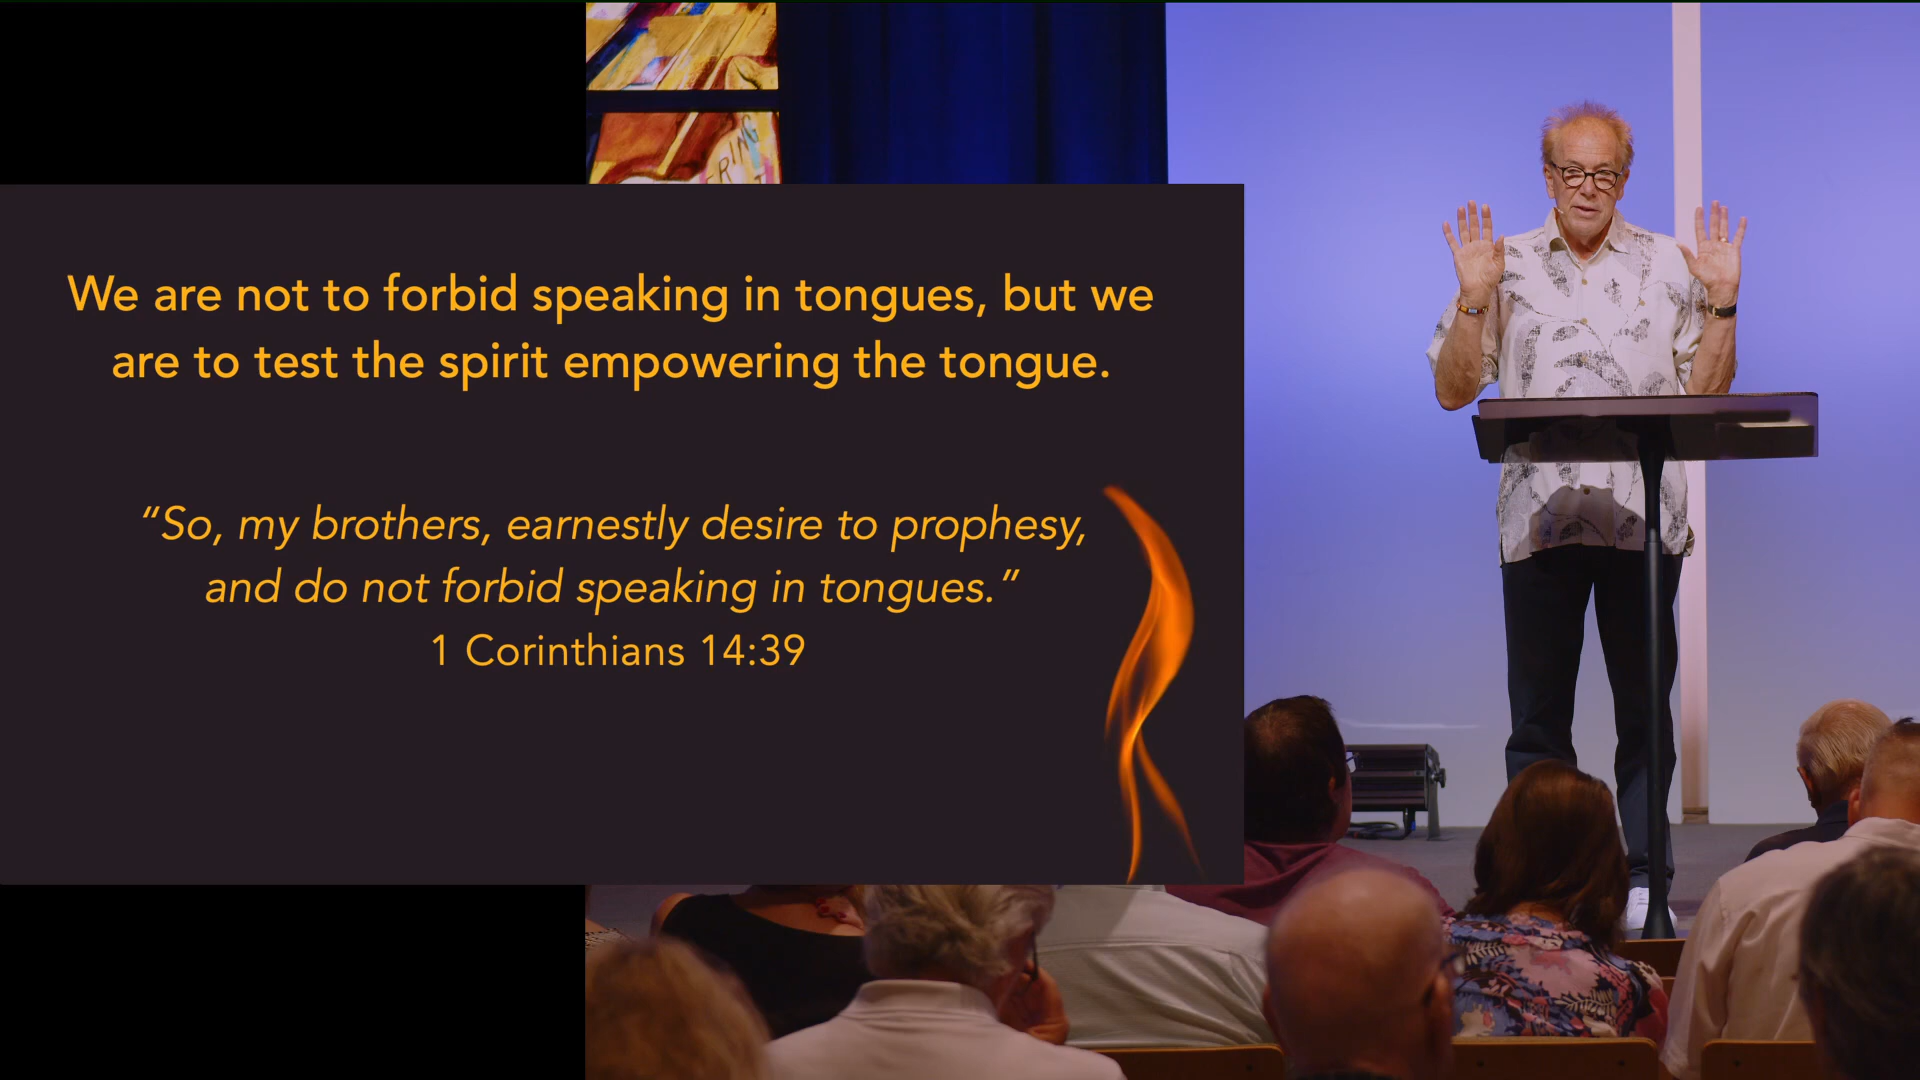 RING
We are not to forbid speaking in tongues, but we
are to test the spirit empowering the tongue.
“So, my brothers, earnestly desire to prophesy,
and do not forbid speaking in tongues.”
1 Corinthians 14:39